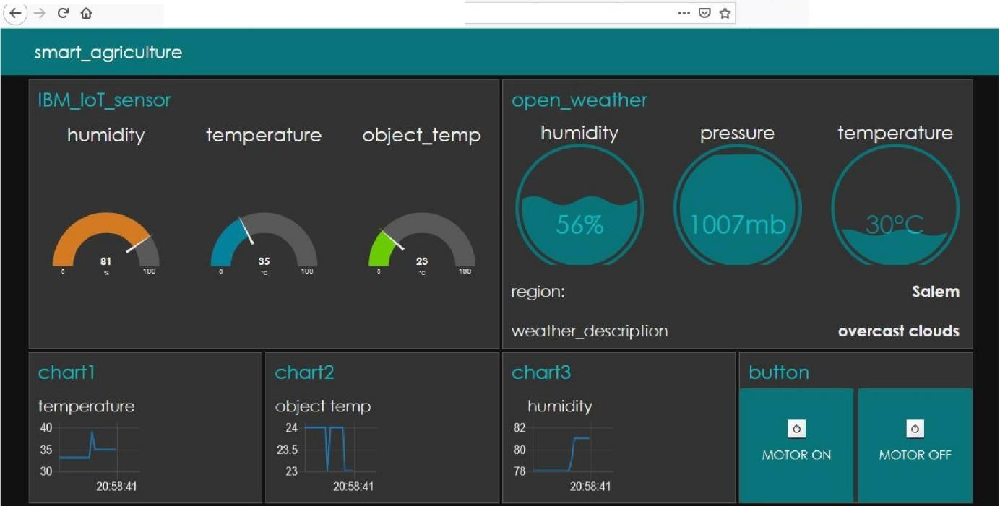 smart_agriculture
IBM_IoT_sensor
humidity temperature object_temp
81
%
0 100
35
°C
0 100
23
°C
0 100
open_weather
humidity pressure temperature
56% 1007mb 30°C
region: Salem
weather_description overcast clouds
chart1
temperature
40
35
30
20:58:41
chart2
object temp
24
23.5
23
20:58:41
chart3
humidity
82
80
78
20:58:41
button
MOTOR ON MOTOR OFF